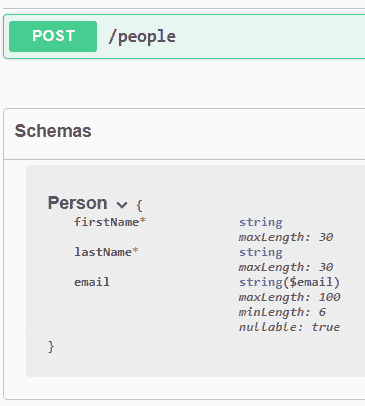 POST /people
Schemas
Person {
firstName* string
maxLength: 30
lastName* string
maxLength: 30
email string($email)
maxLength: 100
minLength: 6
nullable: true
}